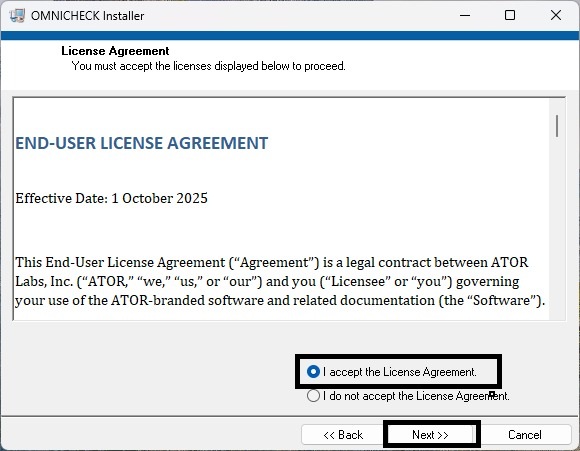 OMNICHECK Installer
License Agreement
You must accept the licenses displayed below to proceed.
END-USER LICENSE AGREEMENT
Effective Date: 1 October 2025
This End-User License Agreement (“Agreement”) is a legal contract between ATOR
Labs, Inc. (“ATOR,” “we,” “us,” or “our”) and you (“Licensee” or “you”) governing
your use of the ATOR-branded software and related documentation (the “Software”).
I accept the License Agreement.
I do not accept the License Agreement.
<< Back
Next >>
Cancel